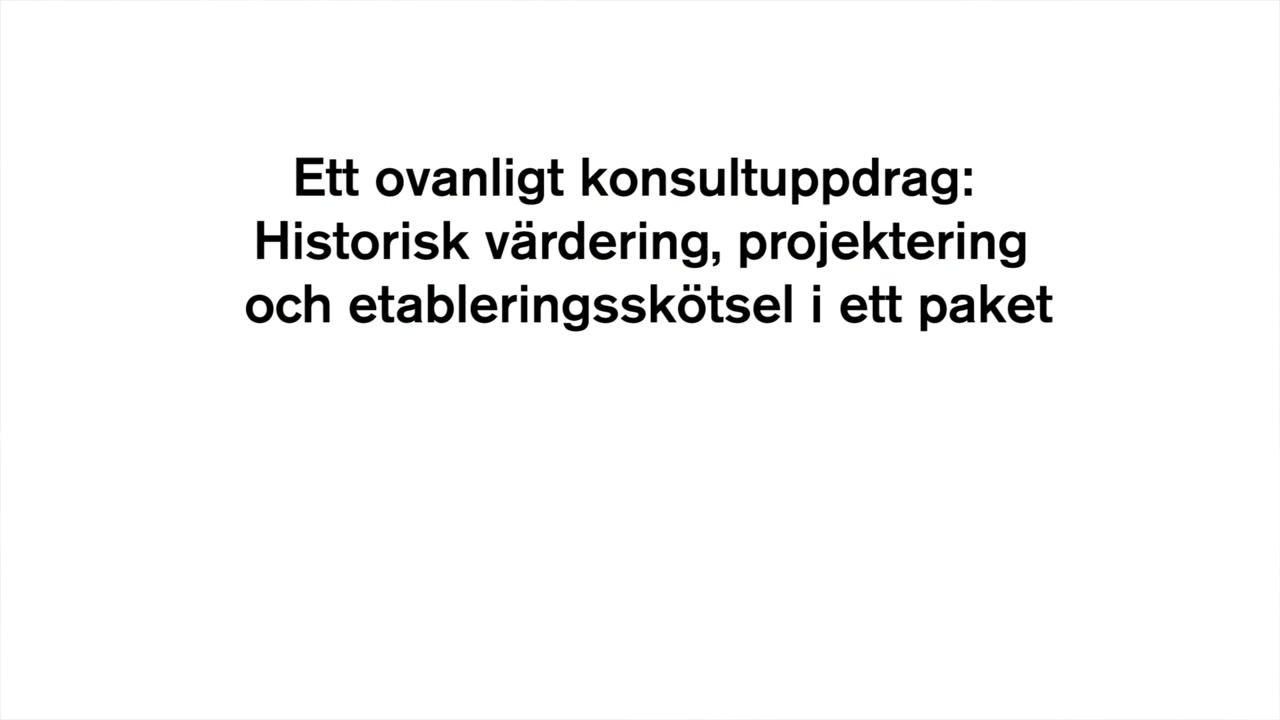 Ett ovanligt konsultuppdrag:
Historisk värdering, projektering
och etableringsskötsel i ett paket